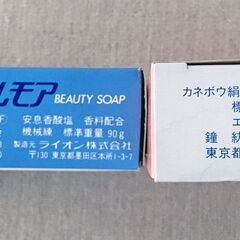 ルモア BEAUTY SOAP
安息香酸塩 香料配合
機械練 標準重量 90g
製造元 ライオン株式会社
〒130 東京都墨田区本所1-3-7
カネボウ絹
標
エ
鐘紡
東京都